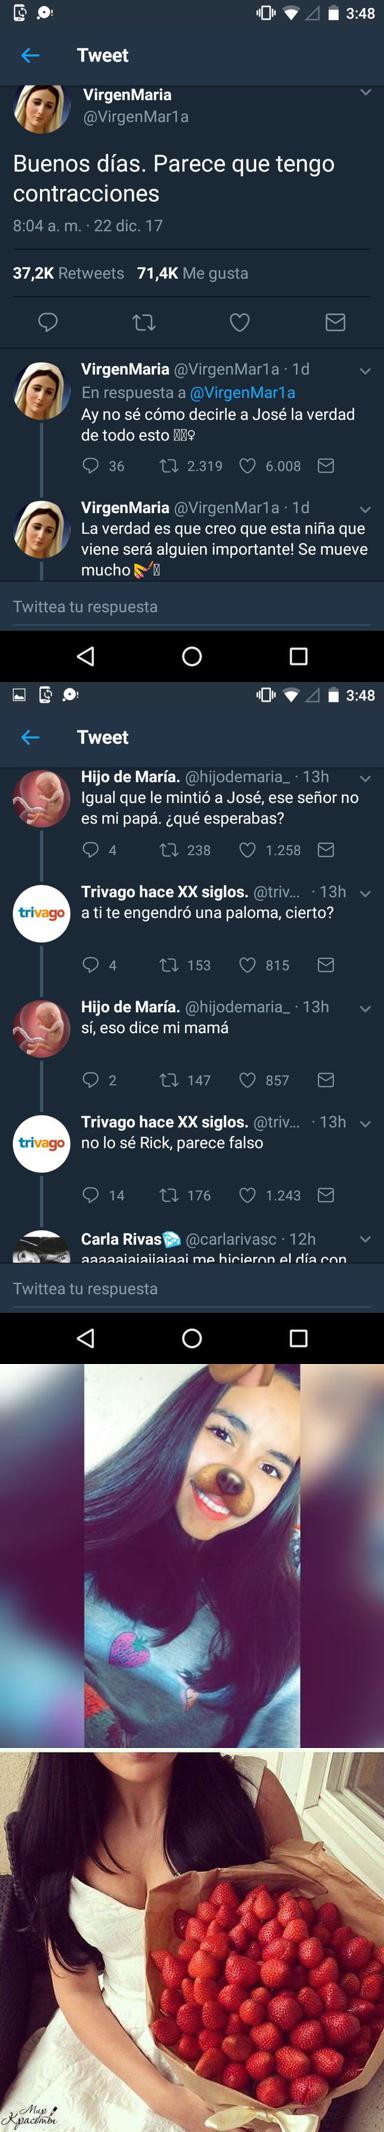 3:48
Tweet
VirgenMaria
@VirgenMar1a
Buenos días. Parece que tengo
contracciones
8:04 a. m. · 22 dic. 17
37,2K Retweets 71,4K Me gusta
VirgenMaria @VirgenMar1a · 1d
En respuesta a @VirgenMar1a
Ay no sé cómo decirle a José la verdad
de todo esto
36 2.319 6.008
VirgenMaria @VirgenMar1a · 1d
La verdad es que creo que esta niña que
viene será alguien importante! Se mueve
mucho
Twittea tu respuesta
3:48
Tweet
Hijo de María. @hijodemaria_ · 13h
Igual que le mintió a José, ese señor no
es mi papá. ¿qué esperabas?
4 238 1.258
Trivago hace XX siglos. @triv... · 13h
trivago
a ti te engendró una paloma, cierto?
4 153 815
Hijo de María. @hijodemaria_ · 13h
sí, eso dice mi mamá
2 147 857
Trivago hace XX siglos. @triv... · 13h
trivago
no lo sé Rick, parece falso
14 176 1.243
Carla Rivas @carlarivasc · 12h
me hicieron el día con
Twittea tu respuesta
Мир
Красоты